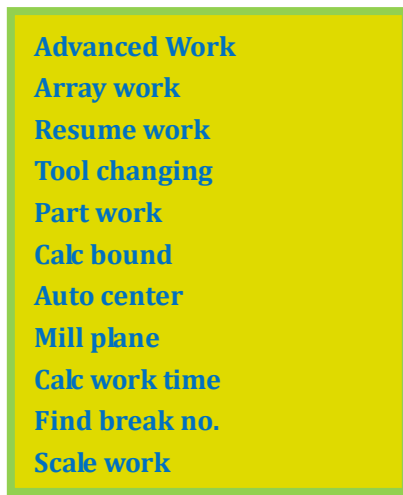 Advanced Work
Array work
Resume work
Tool changing
Part work
Calc bound
Auto center
Mill plane
Calc work time
Find break no.
Scale work